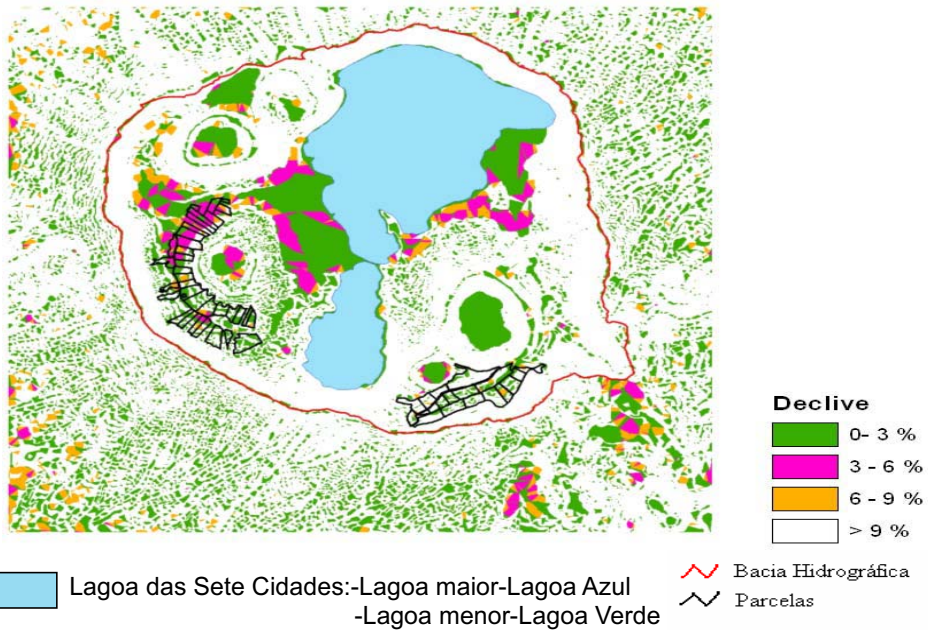 Declive
0- 3 %
3 - 6 %
6 - 9 %
> 9 %
Lagoa das Sete Cidades:-Lagoa maior-Lagoa Azul
-Lagoa menor-Lagoa Verde
Bacia Hidrográfica
Parcelas